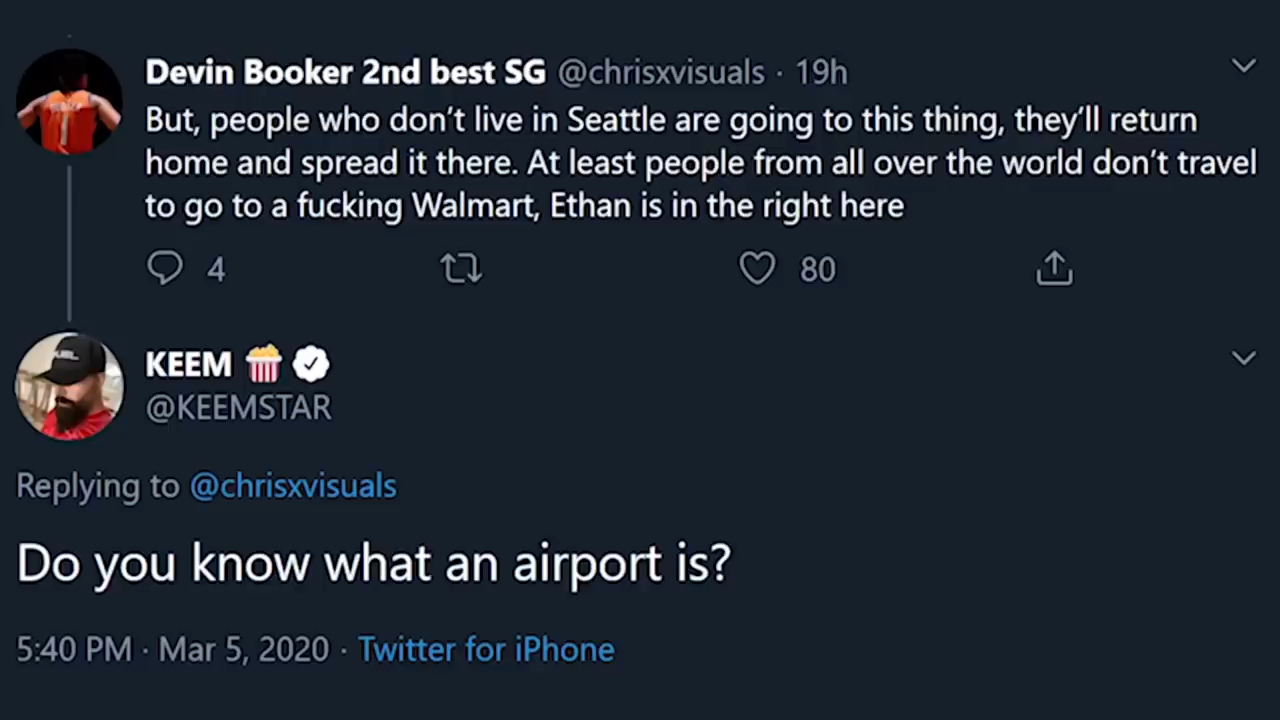 Devin Booker 2nd best SG @chrisxvisuals · 19h
But, people who don't live in Seattle are going to this thing, they'll return
home and spread it there. At least people from all over the world don't travel
to go to a fucking Walmart, Ethan is in the right here
4 80
KEEM 🍿
@KEEMSTAR
Replying to @chrisxvisuals
Do you know what an airport is?
5:40 PM · Mar 5, 2020 · Twitter for iPhone